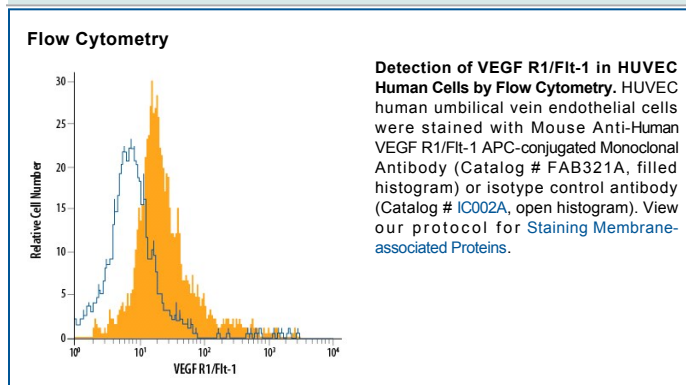 Flow Cytometry
30
25
20
15
10
5
0
Relative Cell Number
10⁰ 10¹ 10² 10³ 10⁴
VEGF R1/Flt-1
Detection of VEGF R1/Flt-1 in HUVEC
Human Cells by Flow Cytometry. HUVEC
human umbilical vein endothelial cells
were stained with Mouse Anti-Human
VEGF R1/Flt-1 APC-conjugated Monoclonal
Antibody (Catalog # FAB321A, filled
histogram) or isotype control antibody
(Catalog # IC002A, open histogram). View
our protocol for Staining Membrane-
associated Proteins.